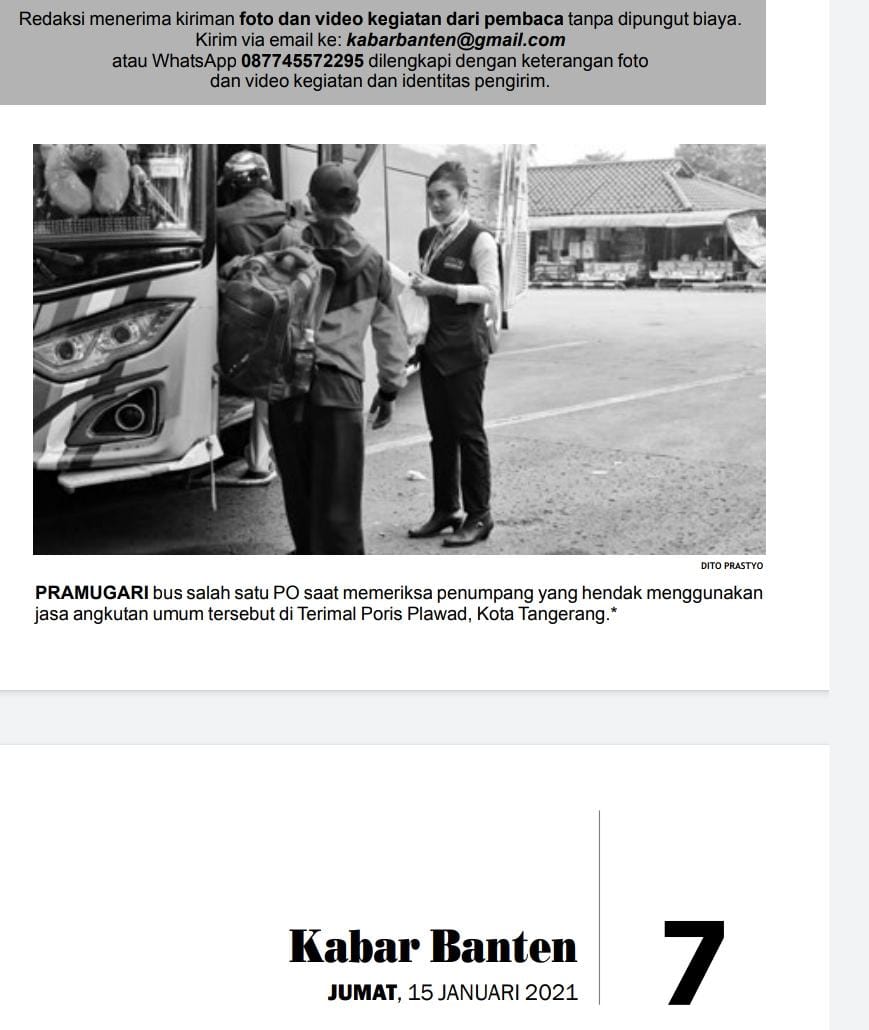 Redaksi menerima kiriman foto dan video kegiatan dari pembaca tanpa dipungut biaya.
Kirim via email ke: kabarbanten@gmail.com
atau WhatsApp 087745572295 dilengkapi dengan keterangan foto
dan video kegiatan dan identitas pengirim.
DITO PRASTYO
PRAMUGARI bus salah satu PO saat memeriksa penumpang yang hendak menggunakan
jasa angkutan umum tersebut di Terimal Poris Plawad, Kota Tangerang.*
Kabar Banten
JUMAT, 15 JANUARI 2021
7